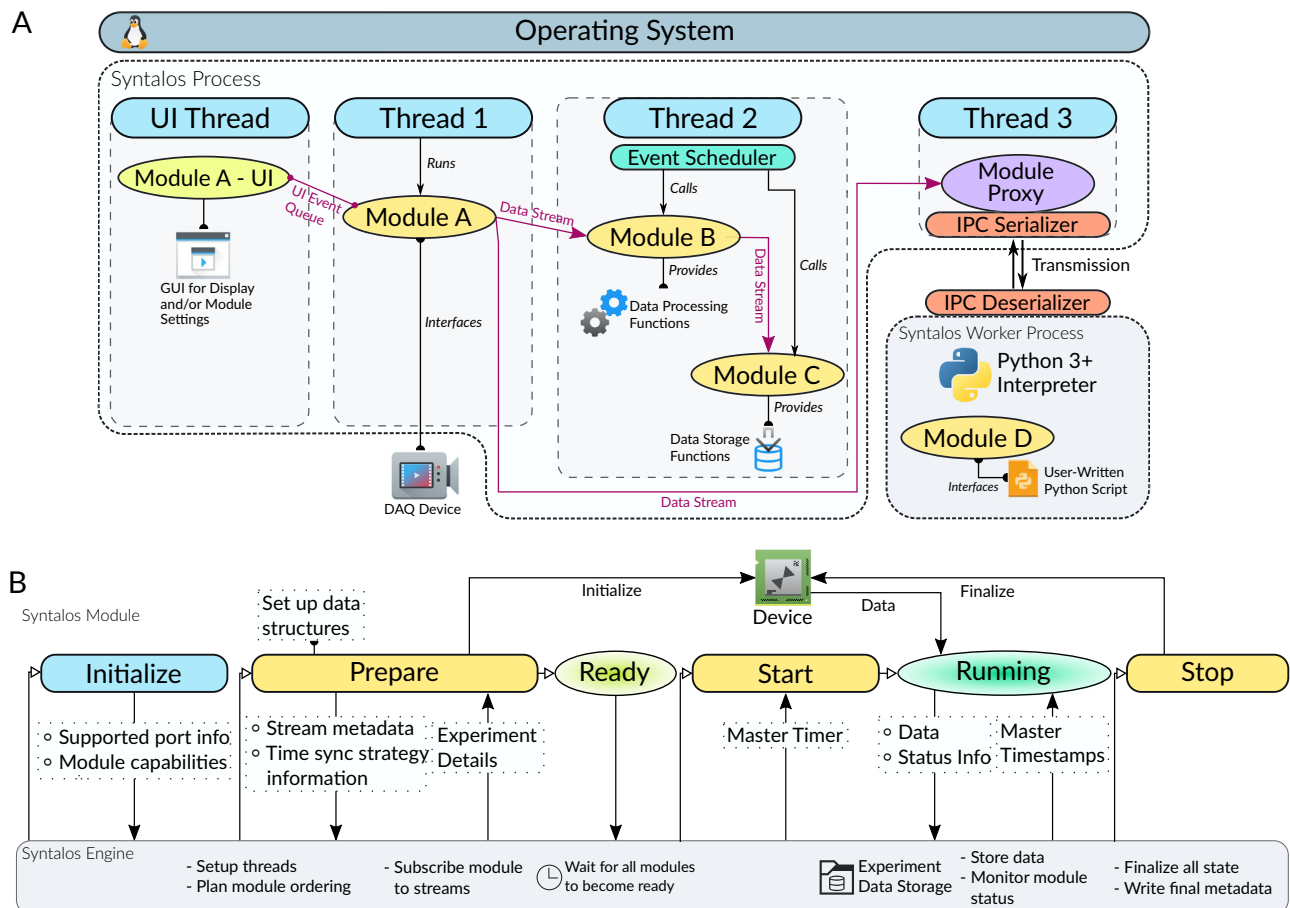 A
Operating System
Syntalos Process
UI Thread
Thread 1
Thread 2
Thread 3
Event Scheduler
Runs
Module A - UI
UI Event
Queue
Module A
Data Stream
Calls
Module B
Data Stream
Calls
Module
Proxy
IPC Serializer
Transmission
IPC Deserializer
GUI for Display
and/or Module
Settings
Interfaces
Provides
Data Processing
Functions
Module C
Provides
Data Storage
Functions
Data Stream
DAQ Device
Syntalos Worker Process
Python 3+
Interpreter
Module D
Interfaces
User-Written
Python Script
B
Syntalos Module
Initialize
Device
Data
Finalize
Set up data
structures
Initialize
Prepare
Ready
Start
Running
Stop
Supported port info
Module capabilities
Stream metadata
Time sync strategy
information
Experiment
Details
Master Timer
Data
Status Info
Master
Timestamps
Syntalos Engine
- Setup threads
- Plan module ordering
- Subscribe module
to streams
Wait for all modules
to become ready
Experiment
Data Storage
- Store data
- Monitor module
status
- Finalize all state
- Write final metadata